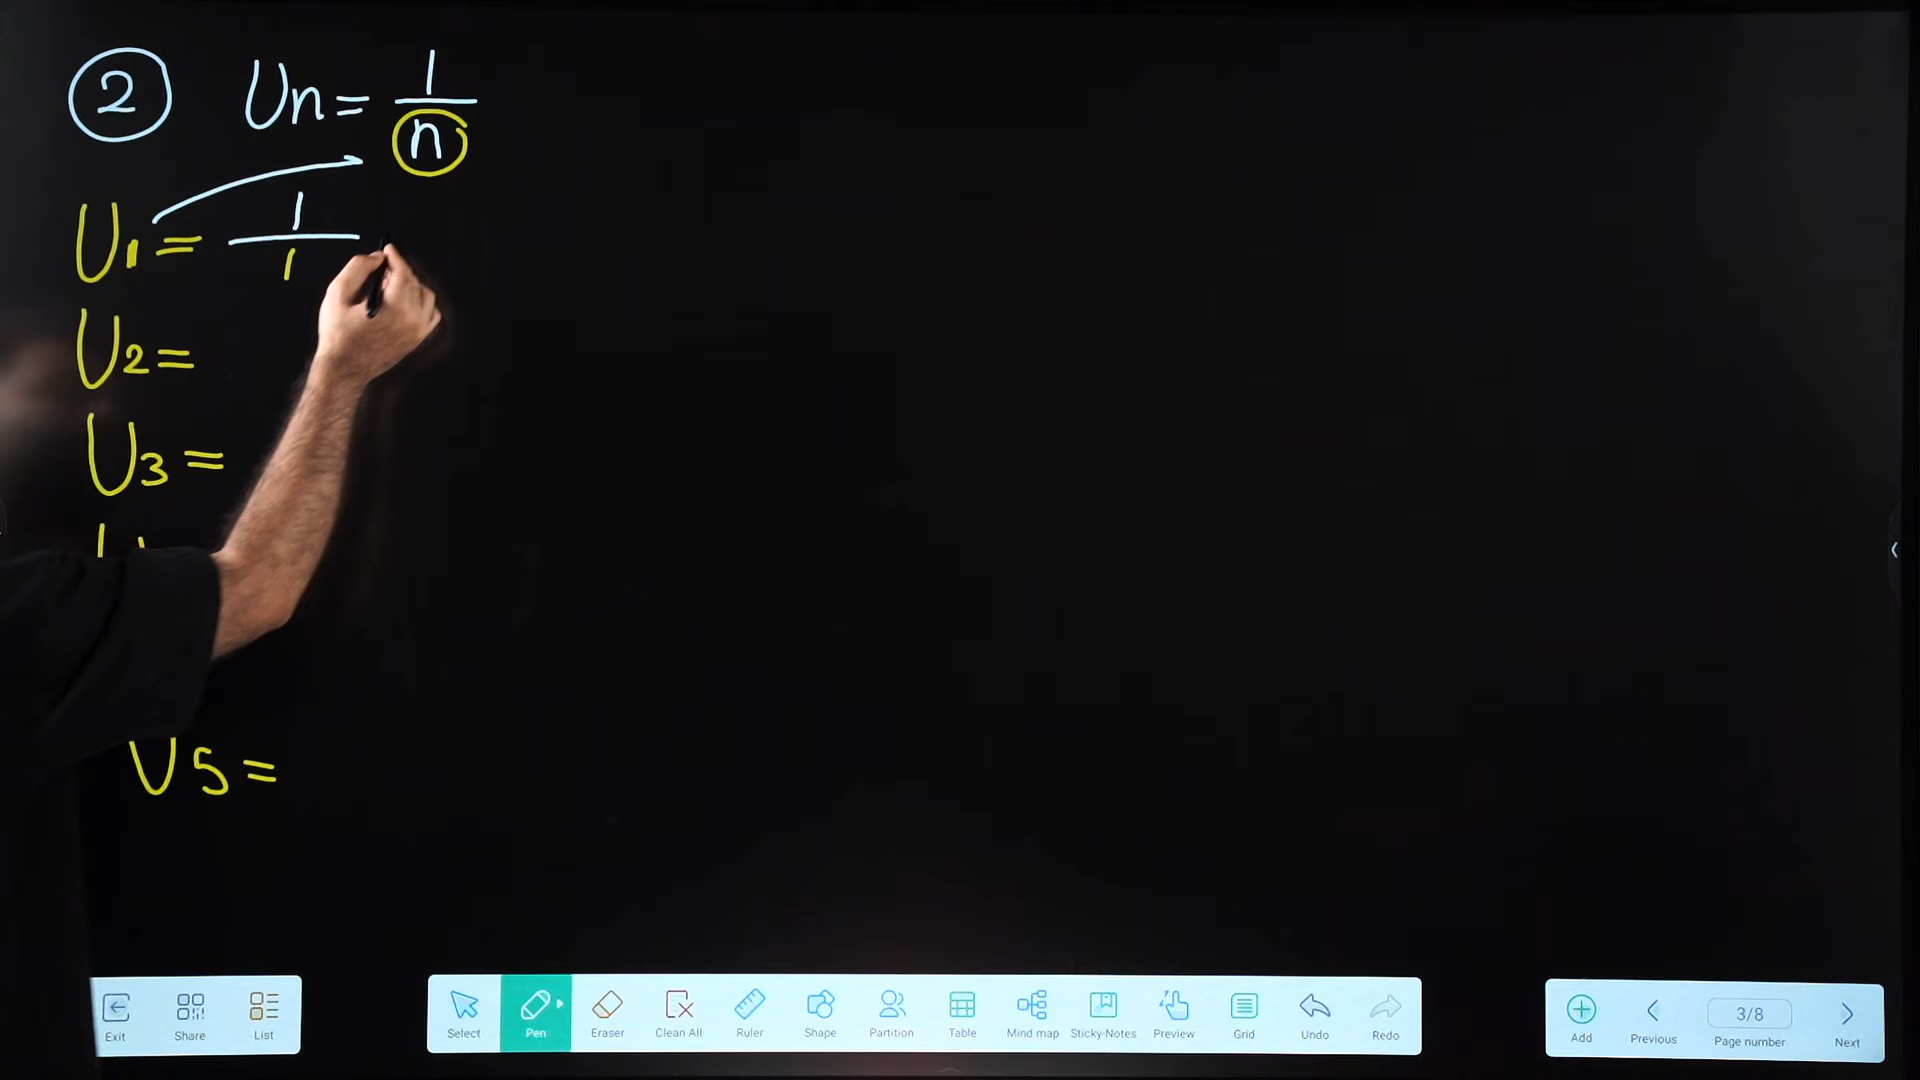 2 Un = 1/n
U1 = 1/1
U2 =
U3 =
U5 =
Exit Share List Select Pen Eraser Clean All Ruler Shape Partition Table Mind map Sticky-Notes Preview Grid Undo Redo Add Previous 3/8 Page number Next